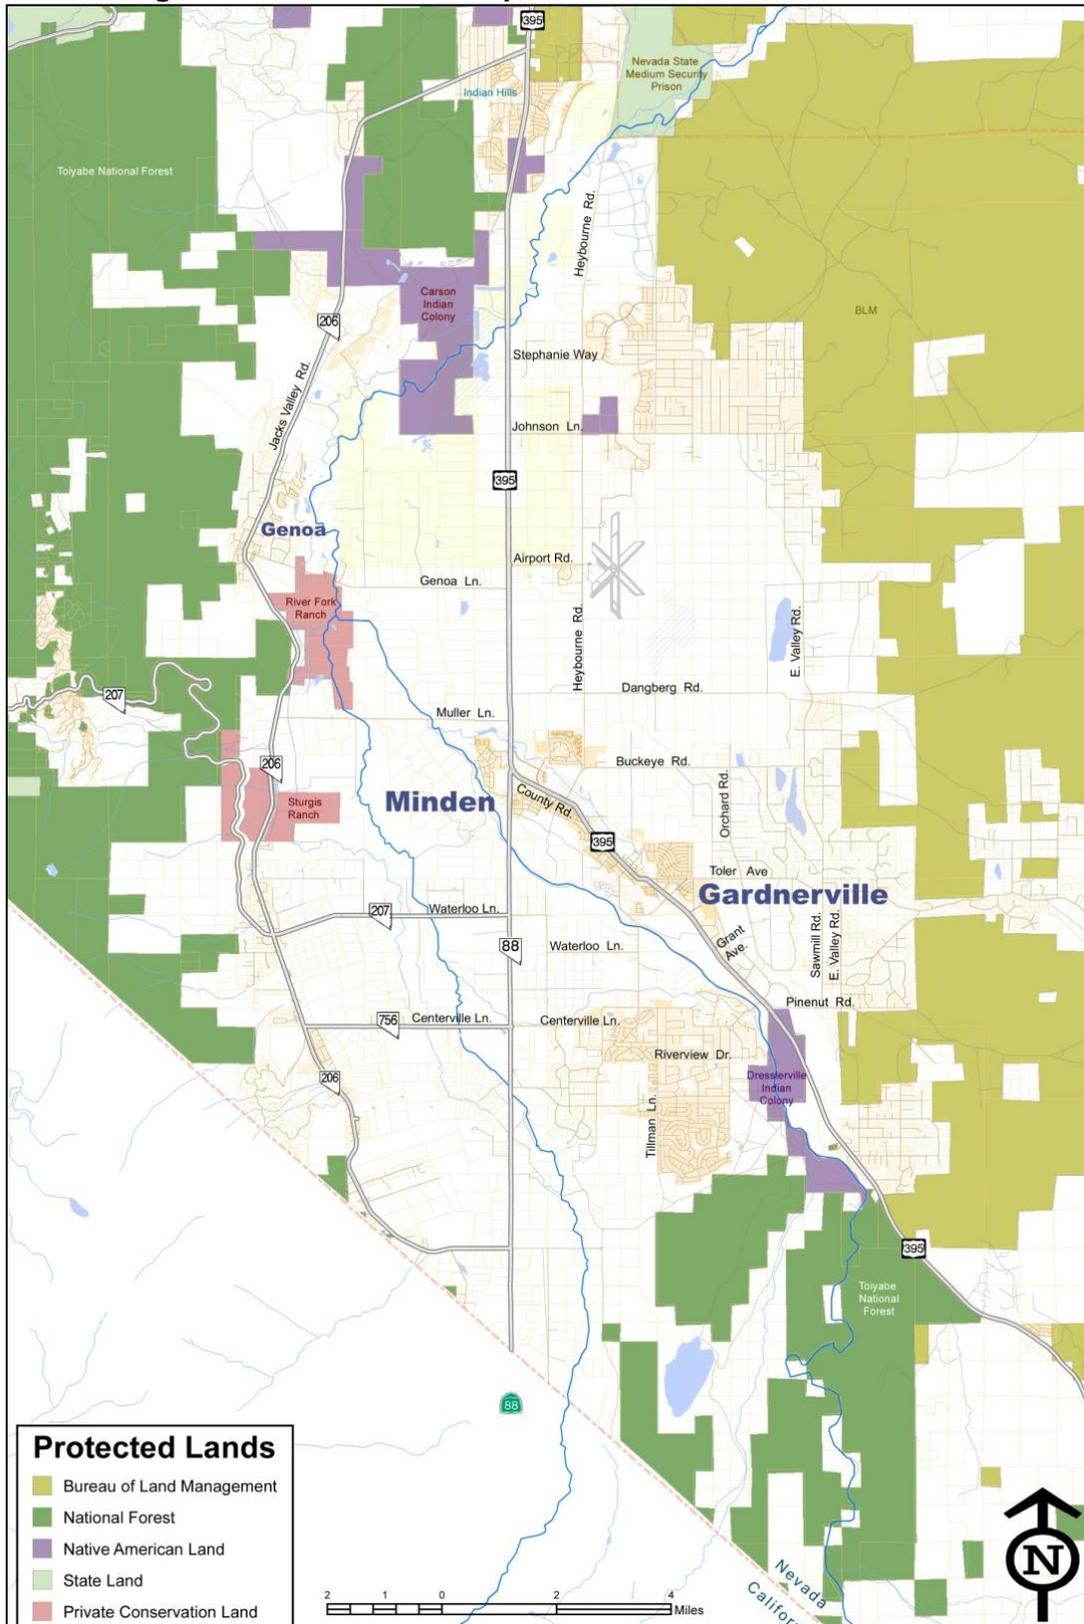 395
Nevada State
Medium Security
Prison
Indian Hills
Toiyabe National Forest
Heybourne Rd.
Carson
Indian
Colony
BLM
206
Stephanie Way
Jacks Valley Rd.
Johnson Ln.
395
Genoa
Airport Rd.
Genoa Ln.
River Fork
Ranch
Heybourne Rd.
E. Valley Rd.
207
Dangberg Rd.
Muller Ln.
206
Buckeye Rd.
Minden
County Rd.
Orchard Rd.
Sturgis
Ranch
395
Toler Ave
Gardnerville
207
Waterloo Ln.
88
Waterloo Ln.
Grant
Ave.
Sawmill Rd.
E. Valley Rd.
Pinenut Rd.
756
Centerville Ln.
Centerville Ln.
Riverview Dr.
206
Dresslerville
Indian
Colony
Tillman Ln.
395
Toiyabe
National
Forest
88
Protected Lands
Bureau of Land Management
National Forest
Native American Land
State Land
Private Conservation Land
2 1 0 2 4
Miles
Nevada
Califor
N